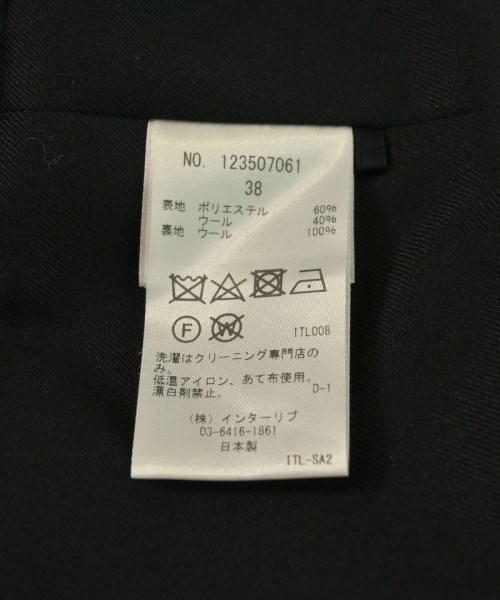 NO. 123507061
38
表地 ポリエステル 60%
ウール 40%
裏地 ウール 100%
F W
ITL008
洗濯はクリーニング専門店の
み。
低温アイロン、あて布使用。
漂白剤禁止。 D-1
(株) インターリブ
03-6416-1861
日本製
ITL-SA2